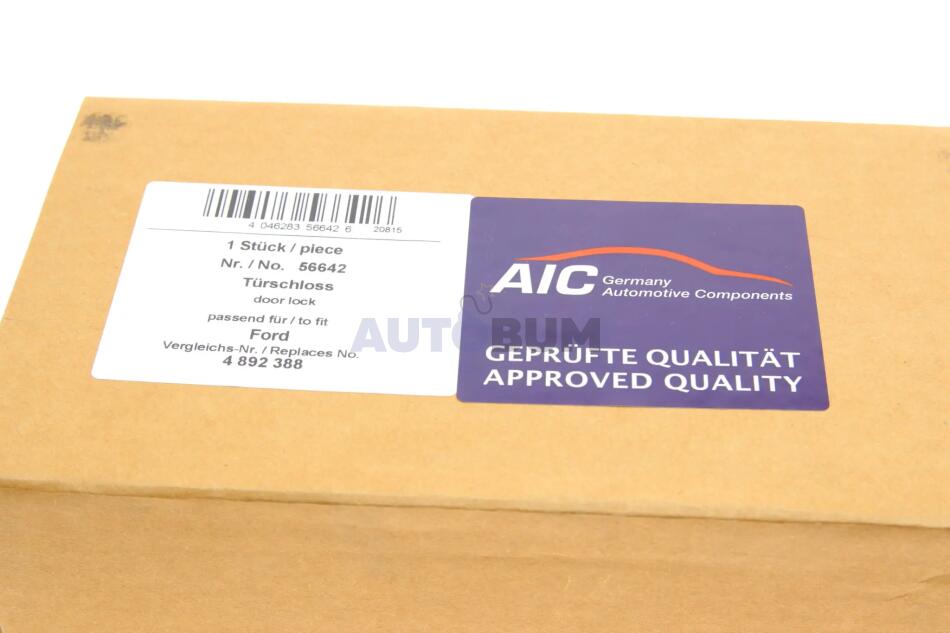 4 046283 56642 6 20815
1 Stück / piece
Nr. / No. 56642
Türschloss
door lock
passend für / to fit
Ford
Vergleichs-Nr. / Replaces No.
4 892 388
AIC Germany
Automotive Components
GEPRÜFTE QUALITÄT
APPROVED QUALITY
AUTOBUM